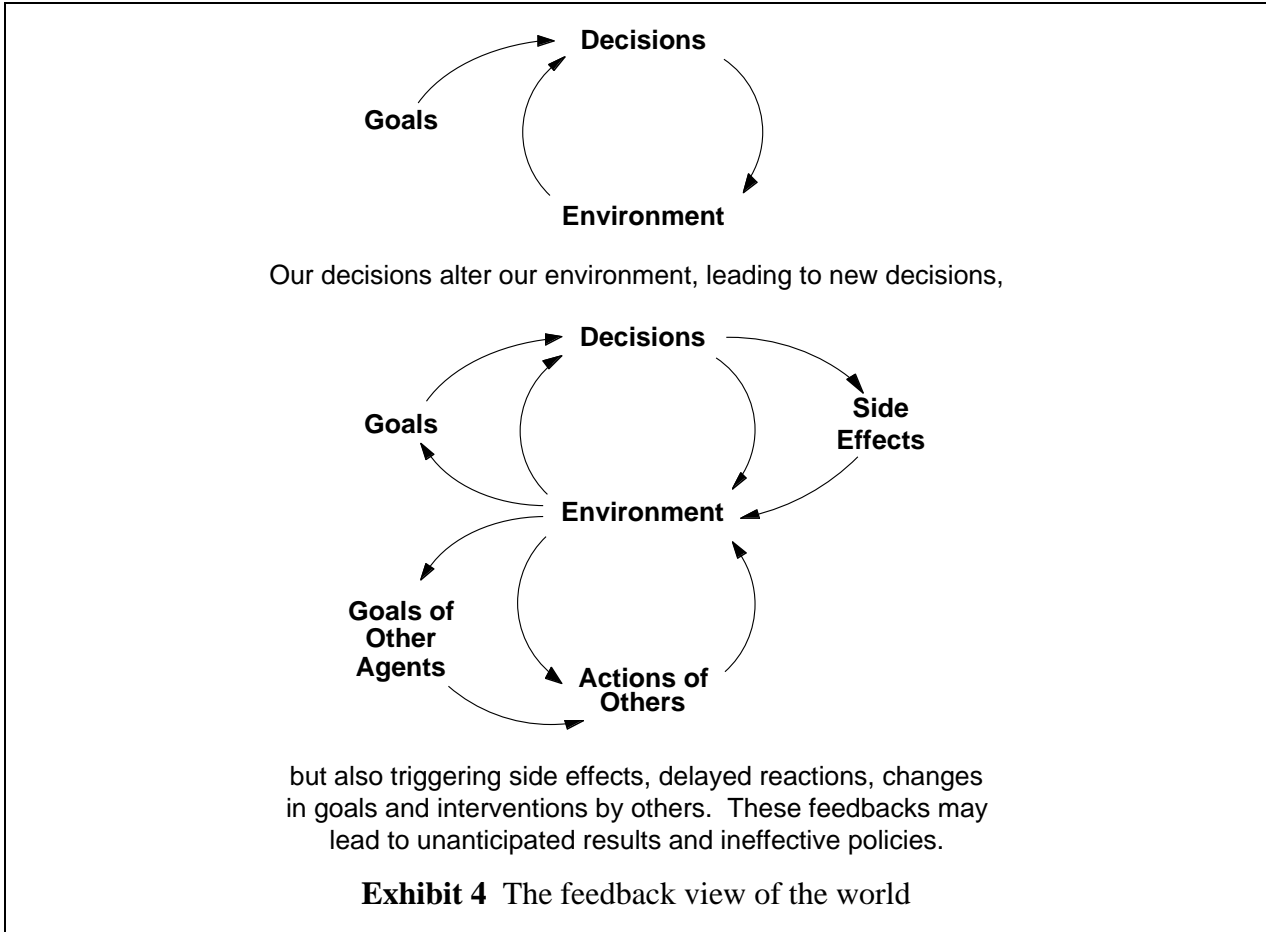 Decisions
Goals
Environment
Our decisions alter our environment, leading to new decisions,
Decisions
Goals
Side
Effects
Environment
Goals of
Other
Agents
Actions of
Others
but also triggering side effects, delayed reactions, changes
in goals and interventions by others.  These feedbacks may
lead to unanticipated results and ineffective policies.
Exhibit 4  The feedback view of the world